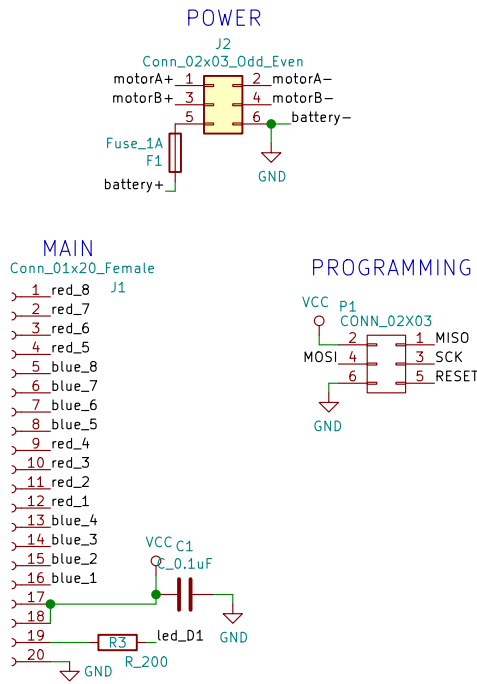 POWER
J2
Conn_02x03_Odd_Even
motorA+ 1 2 motorA-
motorB+ 3 4 motorB-
5 6 battery-
Fuse_1A
F1
GND
battery+
MAIN
Conn_01x20_Female
J1
1 red_8
2 red_7
3 red_6
4 red_5
5 blue_8
6 blue_7
7 blue_6
8 blue_5
9 red_4
10 red_3
11 red_2
12 red_1
13 blue_4
14 blue_3
15 blue_2
16 blue_1
17
18
19 R3 led_D1
R_200
20 GND
VCC C1
C_0.1uF
GND
PROGRAMMING
VCC
P1
CONN_02X03
2 1 MISO
MOSI 4 3 SCK
6 5 RESET
GND